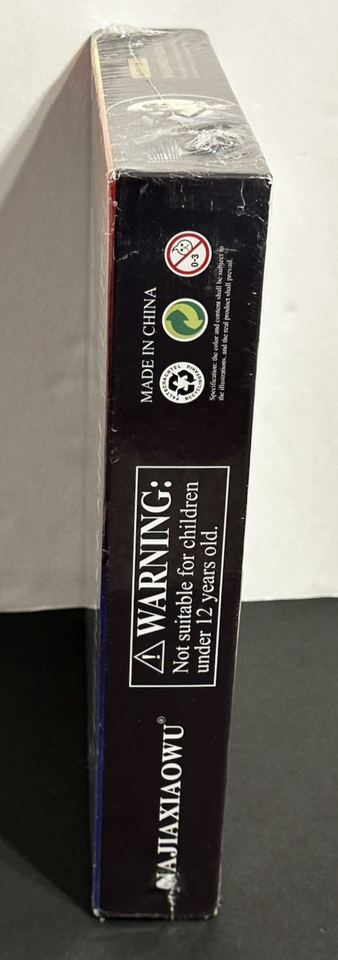 NAJIAXIAOWU®
⚠WARNING:
Not suitable for children
under 12 years old.
MADE IN CHINA
0-3
Specification: the color and content shall be subject to
the illustrations, and the real product shall prevail.